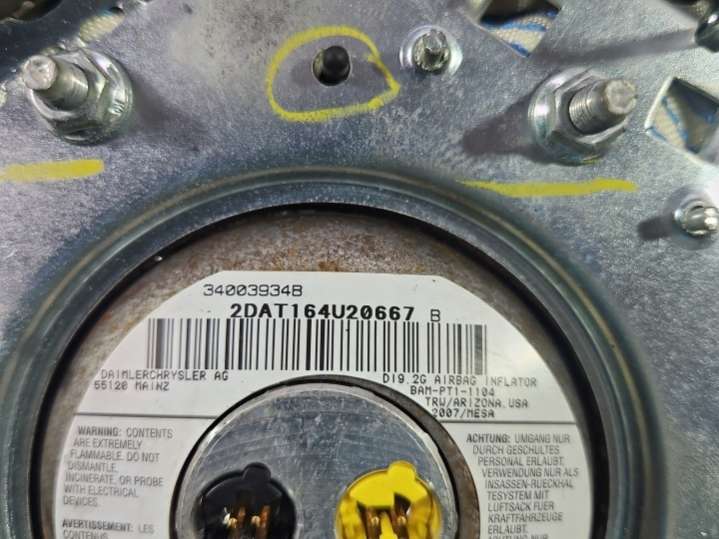 34003934B
2DAT164U20667 B
DAIMLERCHRYSLER AG
55120 MAINZ
DI9.2G AIRBAG INFLATOR
BAM-PT1-1104
TRW/ARIZONA.USA
2007/MESA
WARNING: CONTENTS
ARE EXTREMELY
FLAMMABLE. DO NOT
DISMANTLE,
INCINERATE, OR PROBE
WITH ELECTRICAL
DEVICES.
AVERTISSEMENT: LES
CONTENUS
ACHTUNG: UMGANG NUR
DURCH GESCHULTES
PERSONAL ERLAUBT.
VERWENDUNG NUR ALS
INSASSEN-RUECKHAL
TESYSTEM MIT
LUFTSACK FUER
KRAFTFAHRZEUGE
ERLAUBT.